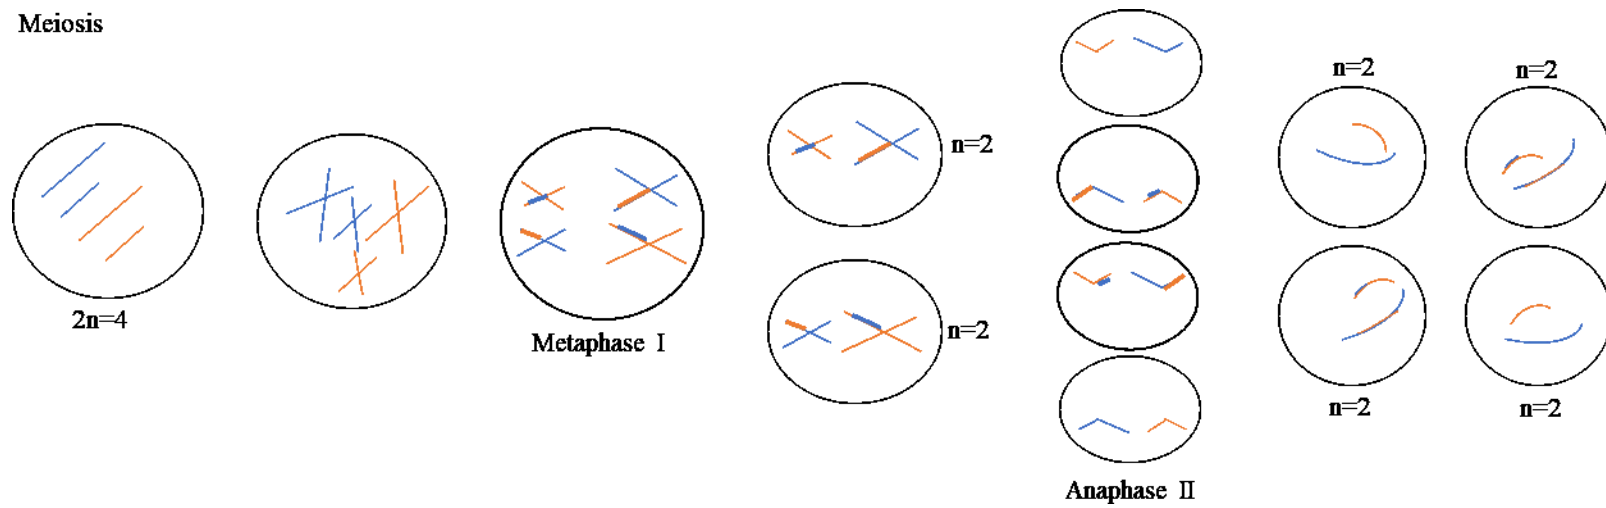 Meiosis
2n=4
Metaphase I
n=2
n=2
Anaphase II
n=2
n=2
n=2
n=2